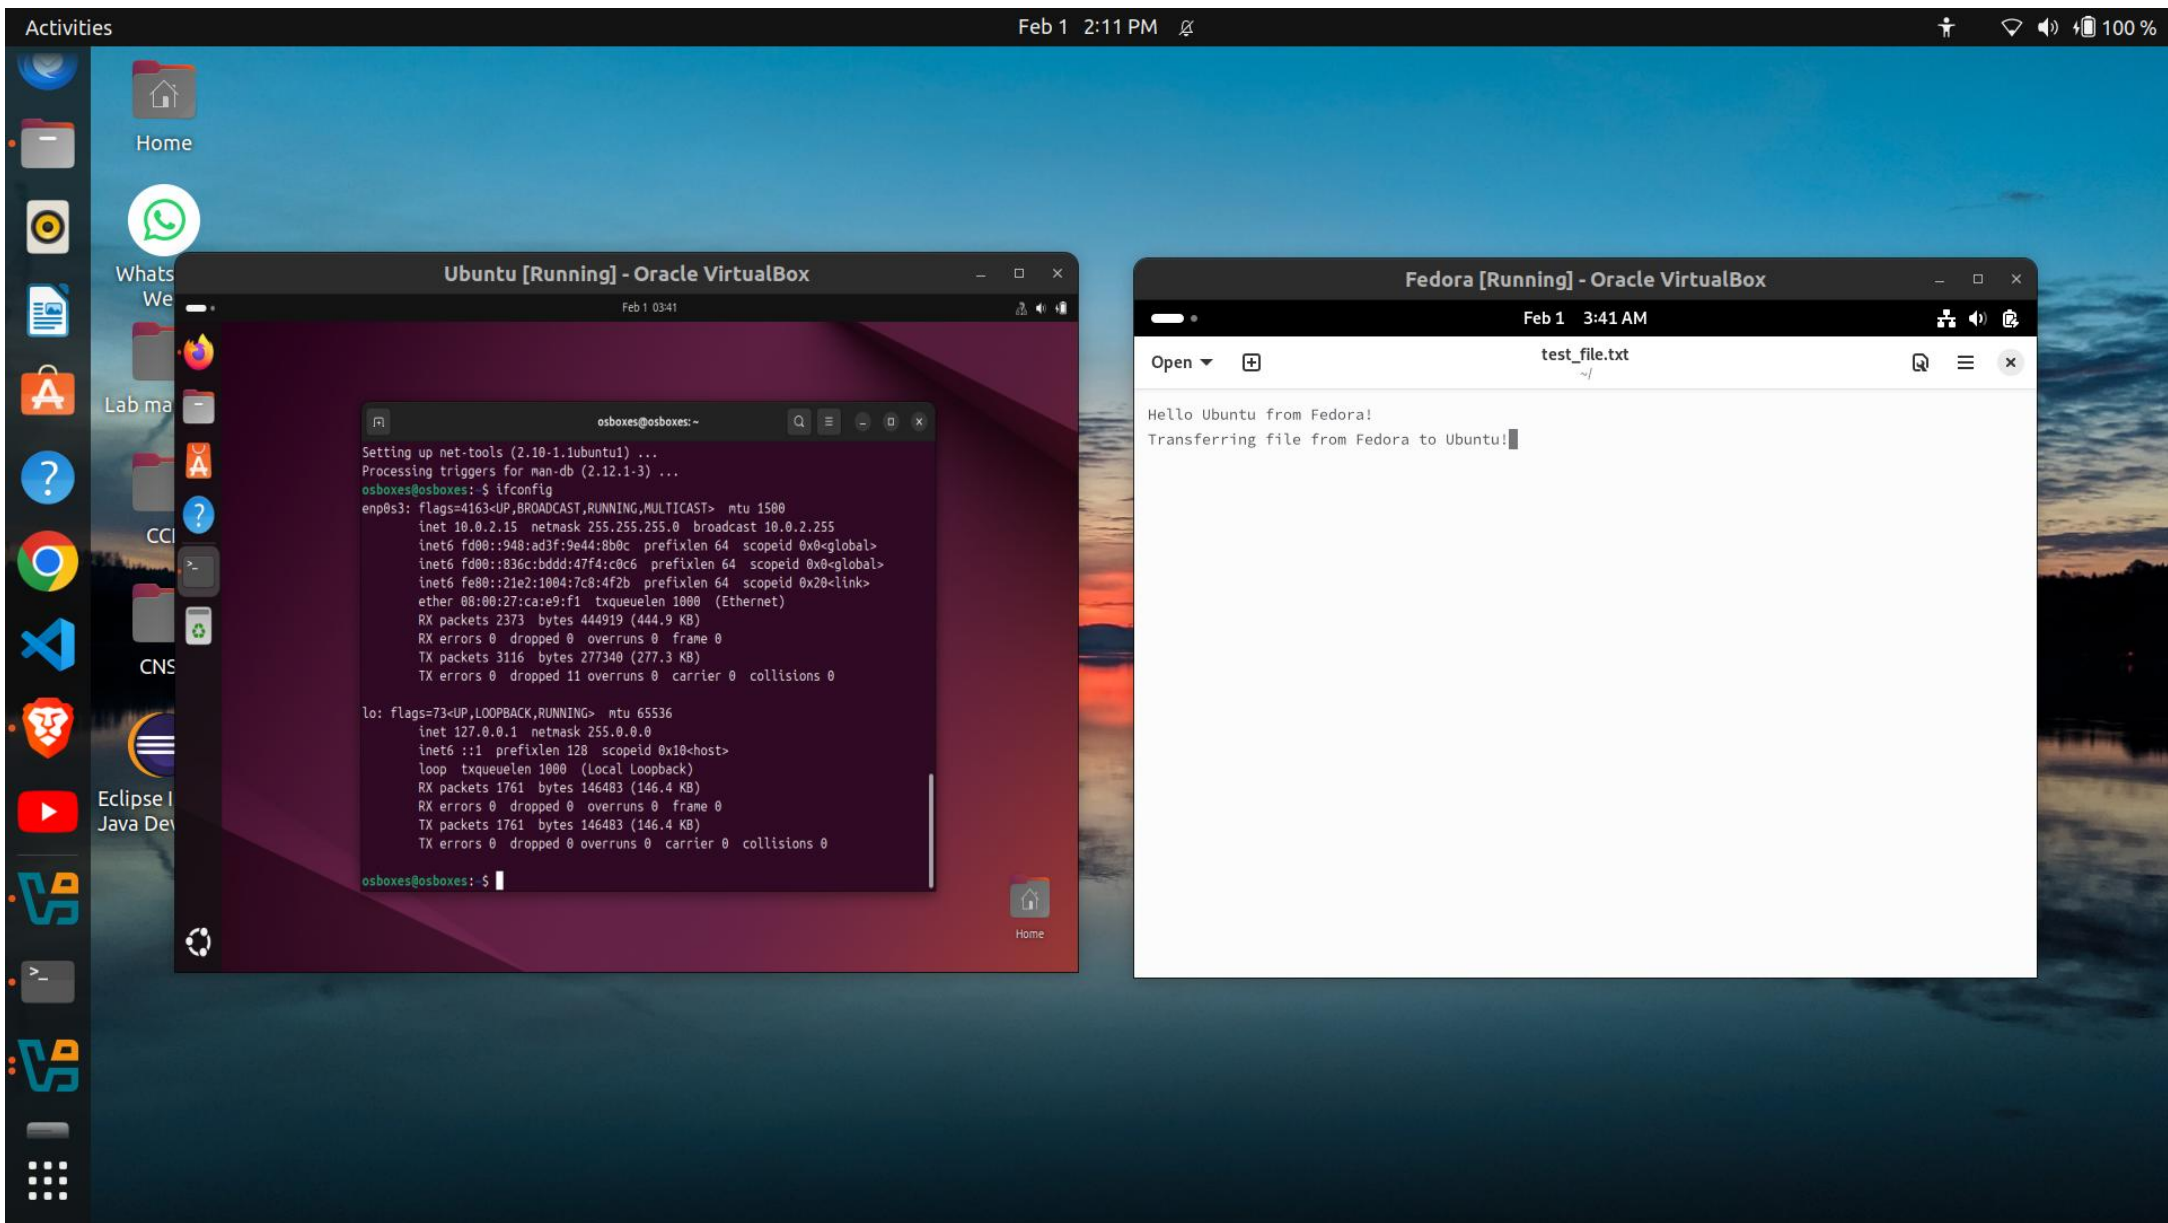 Activities
Feb 1 2:11 PM
100 %
Home
Whats
We
Lab ma
CCI
CNS
Eclipse I
Java Dev
Ubuntu [Running] - Oracle VirtualBox
Feb 1 03:41
osboxes@osboxes: ~
Setting up net-tools (2.10-1.1ubuntu1) ...
Processing triggers for man-db (2.12.1-3) ...
osboxes@osboxes:~$ ifconfig
enp0s3: flags=4163<UP,BROADCAST,RUNNING,MULTICAST> mtu 1500
inet 10.0.2.15 netmask 255.255.255.0 broadcast 10.0.2.255
inet6 fd00::948:ad3f:9e44:8b0c prefixlen 64 scopeid 0x0<global>
inet6 fd00::836c:bddd:47f4:c0c6 prefixlen 64 scopeid 0x0<global>
inet6 fe80::21e2:1004:7c8:4f2b prefixlen 64 scopeid 0x20<link>
ether 08:00:27:ca:e9:f1 txqueuelen 1000 (Ethernet)
RX packets 2373 bytes 444919 (444.9 KB)
RX errors 0 dropped 0 overruns 0 frame 0
TX packets 3116 bytes 277340 (277.3 KB)
TX errors 0 dropped 11 overruns 0 carrier 0 collisions 0
lo: flags=73<UP,LOOPBACK,RUNNING> mtu 65536
inet 127.0.0.1 netmask 255.0.0.0
inet6 ::1 prefixlen 128 scopeid 0x10<host>
loop txqueuelen 1000 (Local Loopback)
RX packets 1761 bytes 146483 (146.4 KB)
RX errors 0 dropped 0 overruns 0 frame 0
TX packets 1761 bytes 146483 (146.4 KB)
TX errors 0 dropped 0 overruns 0 carrier 0 collisions 0
osboxes@osboxes:~$
Home
Fedora [Running] - Oracle VirtualBox
Feb 1 3:41 AM
Open
test_file.txt
~/
Hello Ubuntu from Fedora!
Transferring file from Fedora to Ubuntu!